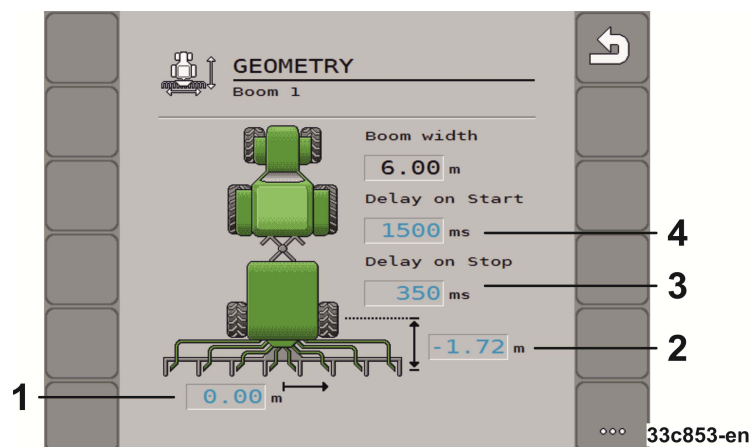 GEOMETRY
Boom 1
Boom width
6.00 m
Delay on Start
1500 ms
4
Delay on Stop
350 ms
3
-1.72 m
2
1
0.00 m
33c853-en